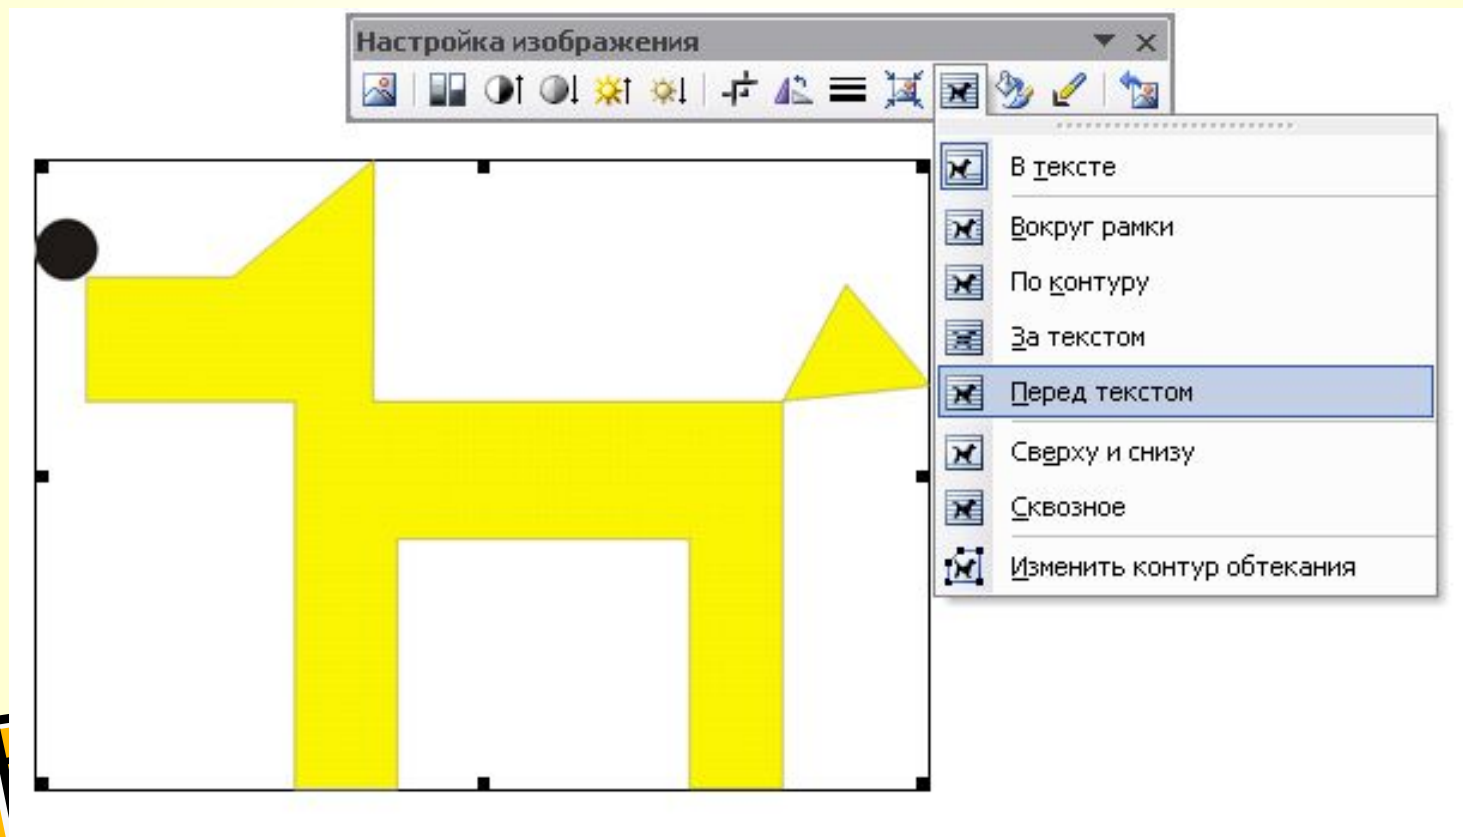 Настройка изображения
В тексте
Вокруг рамки
По контуру
За текстом
Перед текстом
Сверху и снизу
Сквозное
Изменить контур обтекания